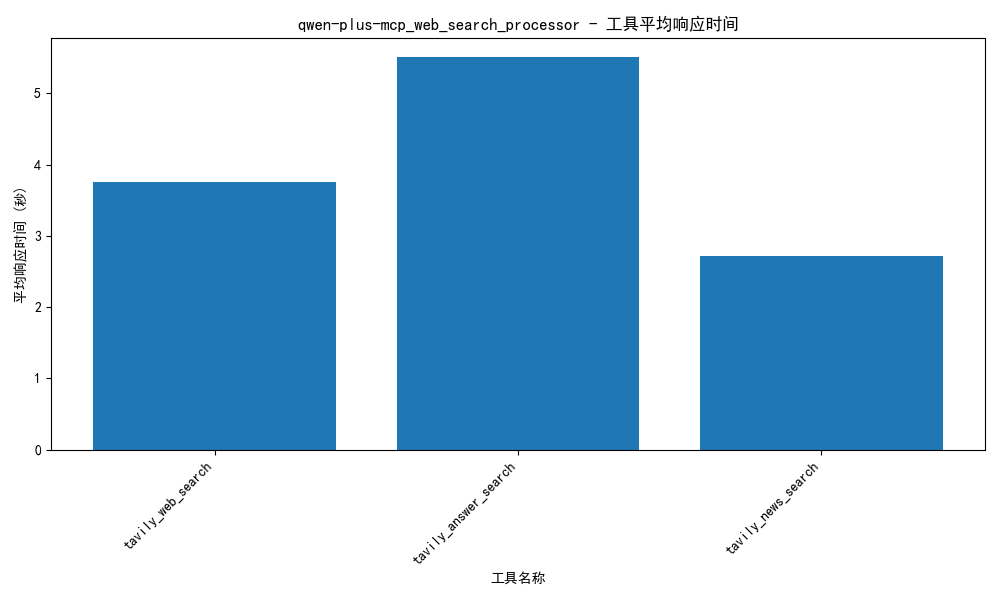 qwen-plus-mcp_web_search_processor - 工具平均响应时间
平均响应时间 (秒)
5
4
3
2
1
0
tavily_web_search
tavily_answer_search
tavily_news_search
工具名称